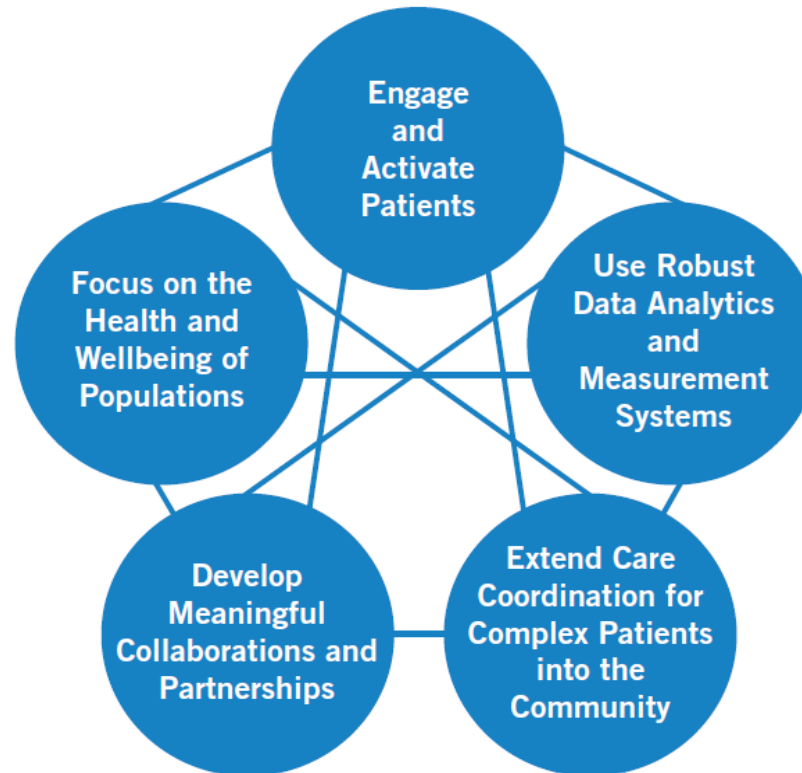 Engage
and
Activate
Patients
Focus on the
Health and
Wellbeing of
Populations
Use Robust
Data Analytics
and
Measurement
Systems
Develop
Meaningful
Collaborations and
Partnerships
Extend Care
Coordination for
Complex Patients
into the
Community